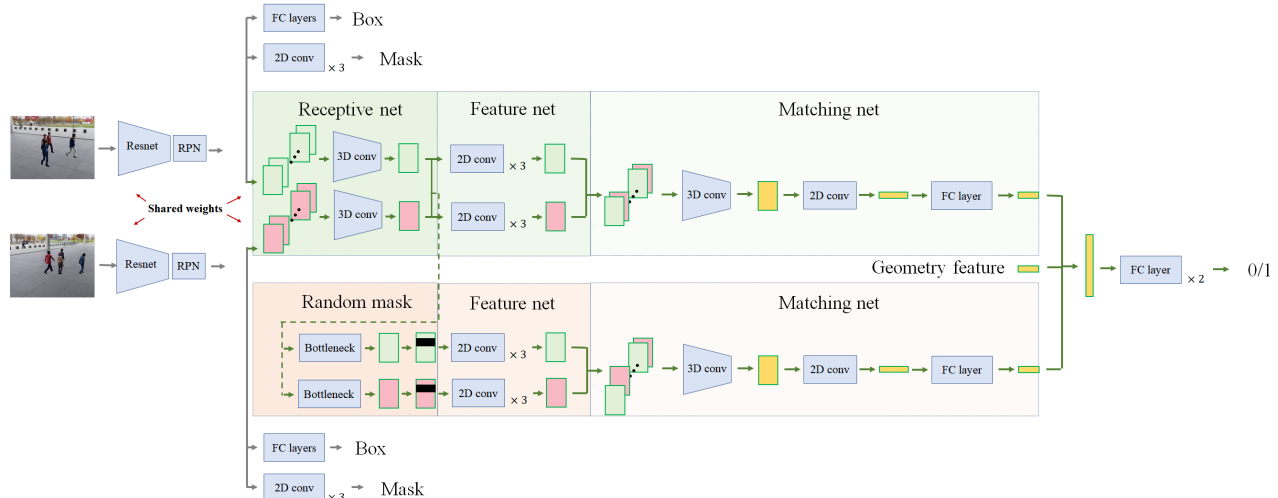 FC layers
Box
2D conv
× 3
Mask
Receptive net
Feature net
Matching net
Resnet
RPN
3D conv
2D conv
× 3
3D conv
2D conv
FC layer
Shared weights
3D conv
2D conv
× 3
Resnet
RPN
Geometry feature
FC layer
× 2
0/1
Random mask
Feature net
Matching net
Bottleneck
2D conv
× 3
3D conv
2D conv
FC layer
Bottleneck
2D conv
× 3
FC layers
Box
2D conv
× 3
Mask